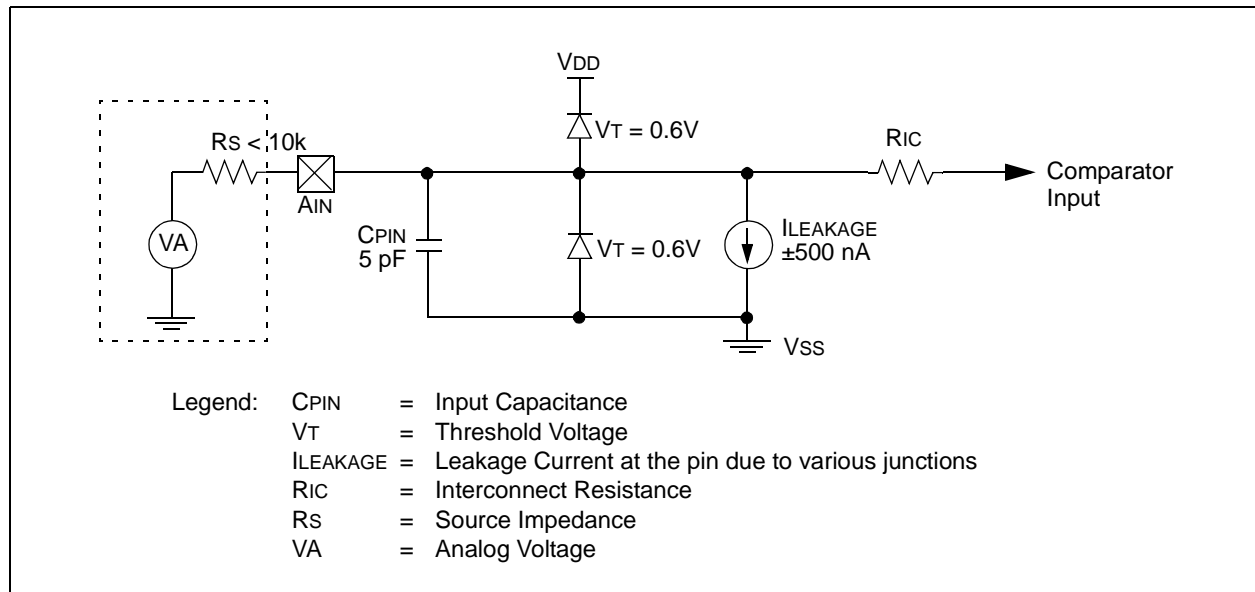 VDD
VT = 0.6V
RS < 10k
RIC
AIN
Comparator
Input
VA
CPIN
5 pF
VT = 0.6V
ILEAKAGE
±500 nA
VSS
Legend: CPIN = Input Capacitance
VT = Threshold Voltage
ILEAKAGE = Leakage Current at the pin due to various junctions
RIC = Interconnect Resistance
RS = Source Impedance
VA = Analog Voltage